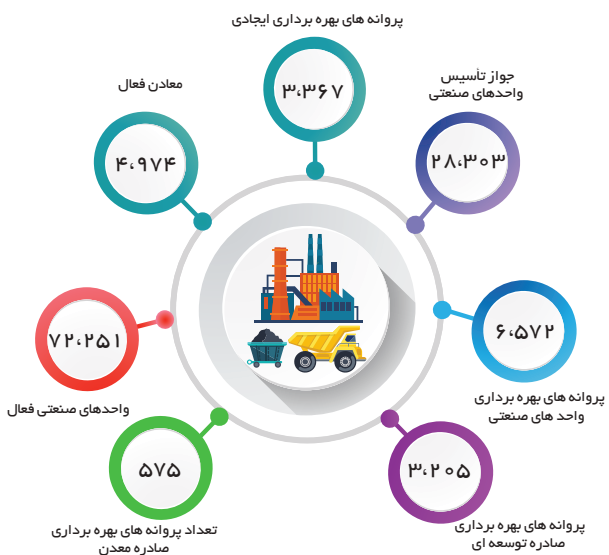 پروانه های بهره برداری ایجادی
۳،۳۶۷
جواز تأسیس
واحدهای صنعتی
۲۸،۳۰۳
۶،۵۷۲
پروانه های بهره برداری
واحد های صنعتی
۳،۲۰۵
پروانه های بهره برداری
صادره توسعه ای
۵۷۵
تعداد پروانه های بهره برداری
صادره معدن
۷۲،۲۵۱
واحدهای صنعتی فعال
معادن فعال
۴،۹۷۴